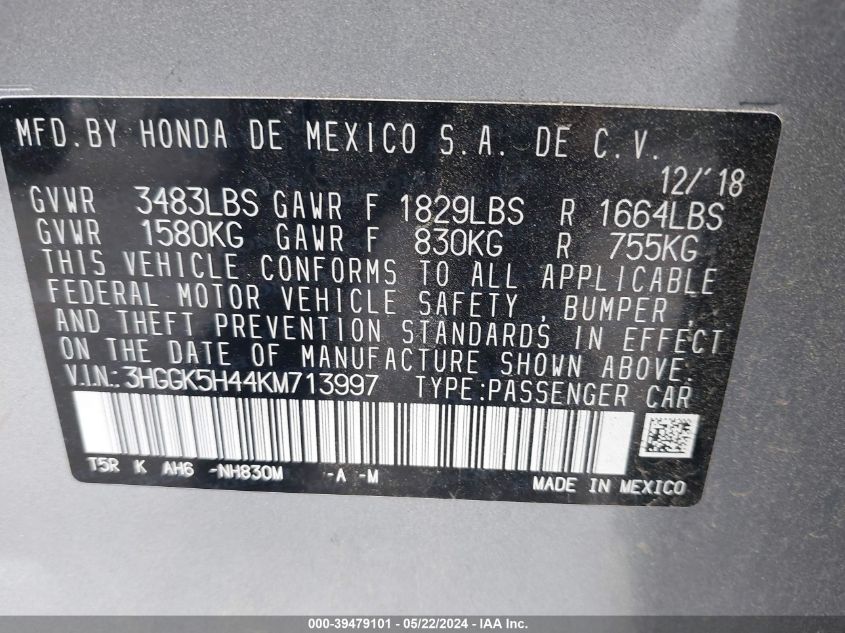 MFD.BY HONDA DE MEXICO S.A. DE C.V.
12/'18
GVWR 3483LBS GAWR F 1829LBS R 1664LBS
GVWR 1580KG GAWR F 830KG R 755KG
THIS VEHICLE CONFORMS TO ALL APPLICABLE
FEDERAL MOTOR VEHICLE SAFETY , BUMPER ,
AND THEFT PREVENTION STANDARDS IN EFFECT
ON THE DATE OF MANUFACTURE SHOWN ABOVE.
V.I.N.:3HGGK5H44KM713997 TYPE:PASSENGER CAR
T5R K AH6 -NH830M -A -M
MADE IN MEXICO
000-39479101 - 05/22/2024 - IAA Inc.